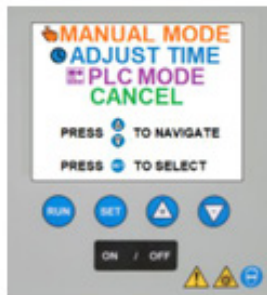 MANUAL MODE
ADJUST TIME
PLC MODE
CANCEL
PRESS TO NAVIGATE
PRESS TO SELECT
RUN SET
ON / OFF